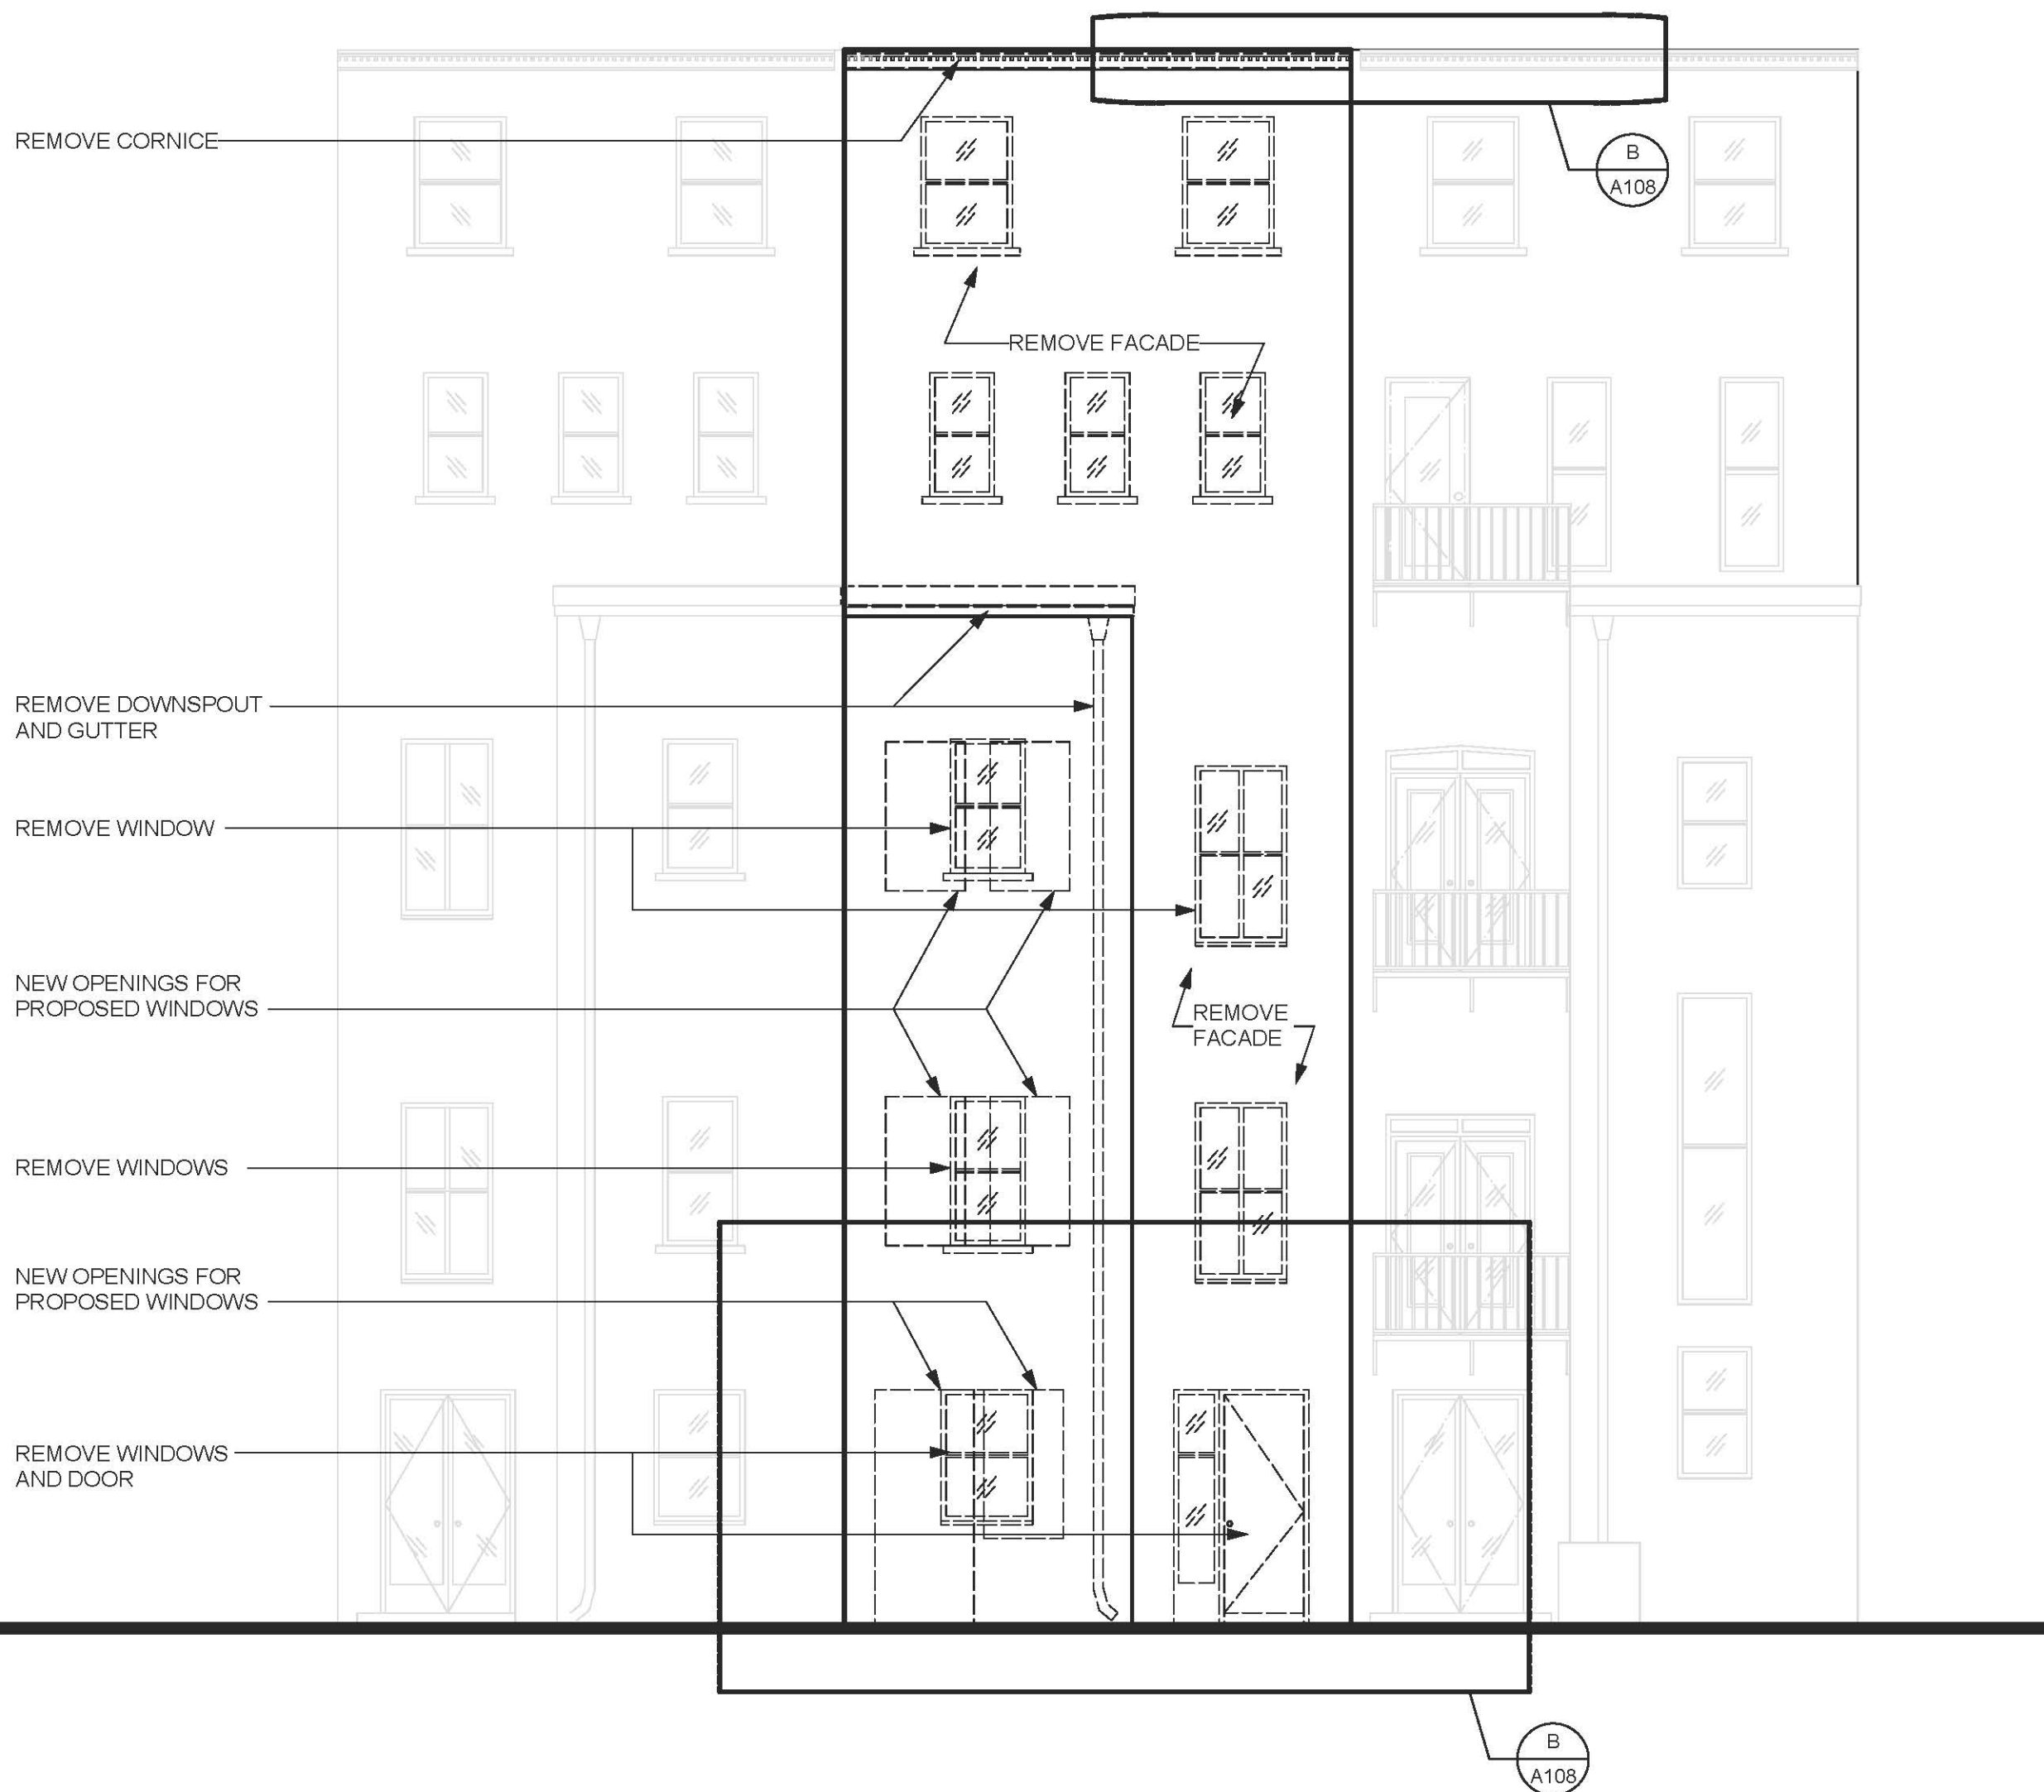 REMOVE CORNICE
B
A108
REMOVE FACADE
REMOVE DOWNSPOUT
AND GUTTER
REMOVE WINDOW
NEW OPENINGS FOR
PROPOSED WINDOWS
REMOVE
FACADE
REMOVE WINDOWS
NEW OPENINGS FOR
PROPOSED WINDOWS
REMOVE WINDOWS
AND DOOR
B
A108